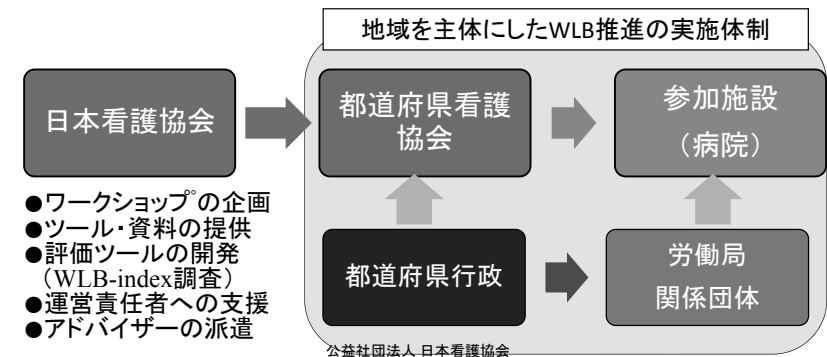 地域を主体にしたWLB推進の実施体制
日本看護協会
都道府県看護
協会
参加施設
（病院）
●ワークショップの企画
●ツール・資料の提供
●評価ツールの開発
（WLB-index調査）
●運営責任者への支援
●アドバイザーの派遣
都道府県行政
労働局
関係団体
公益社団法人 日本看護協会